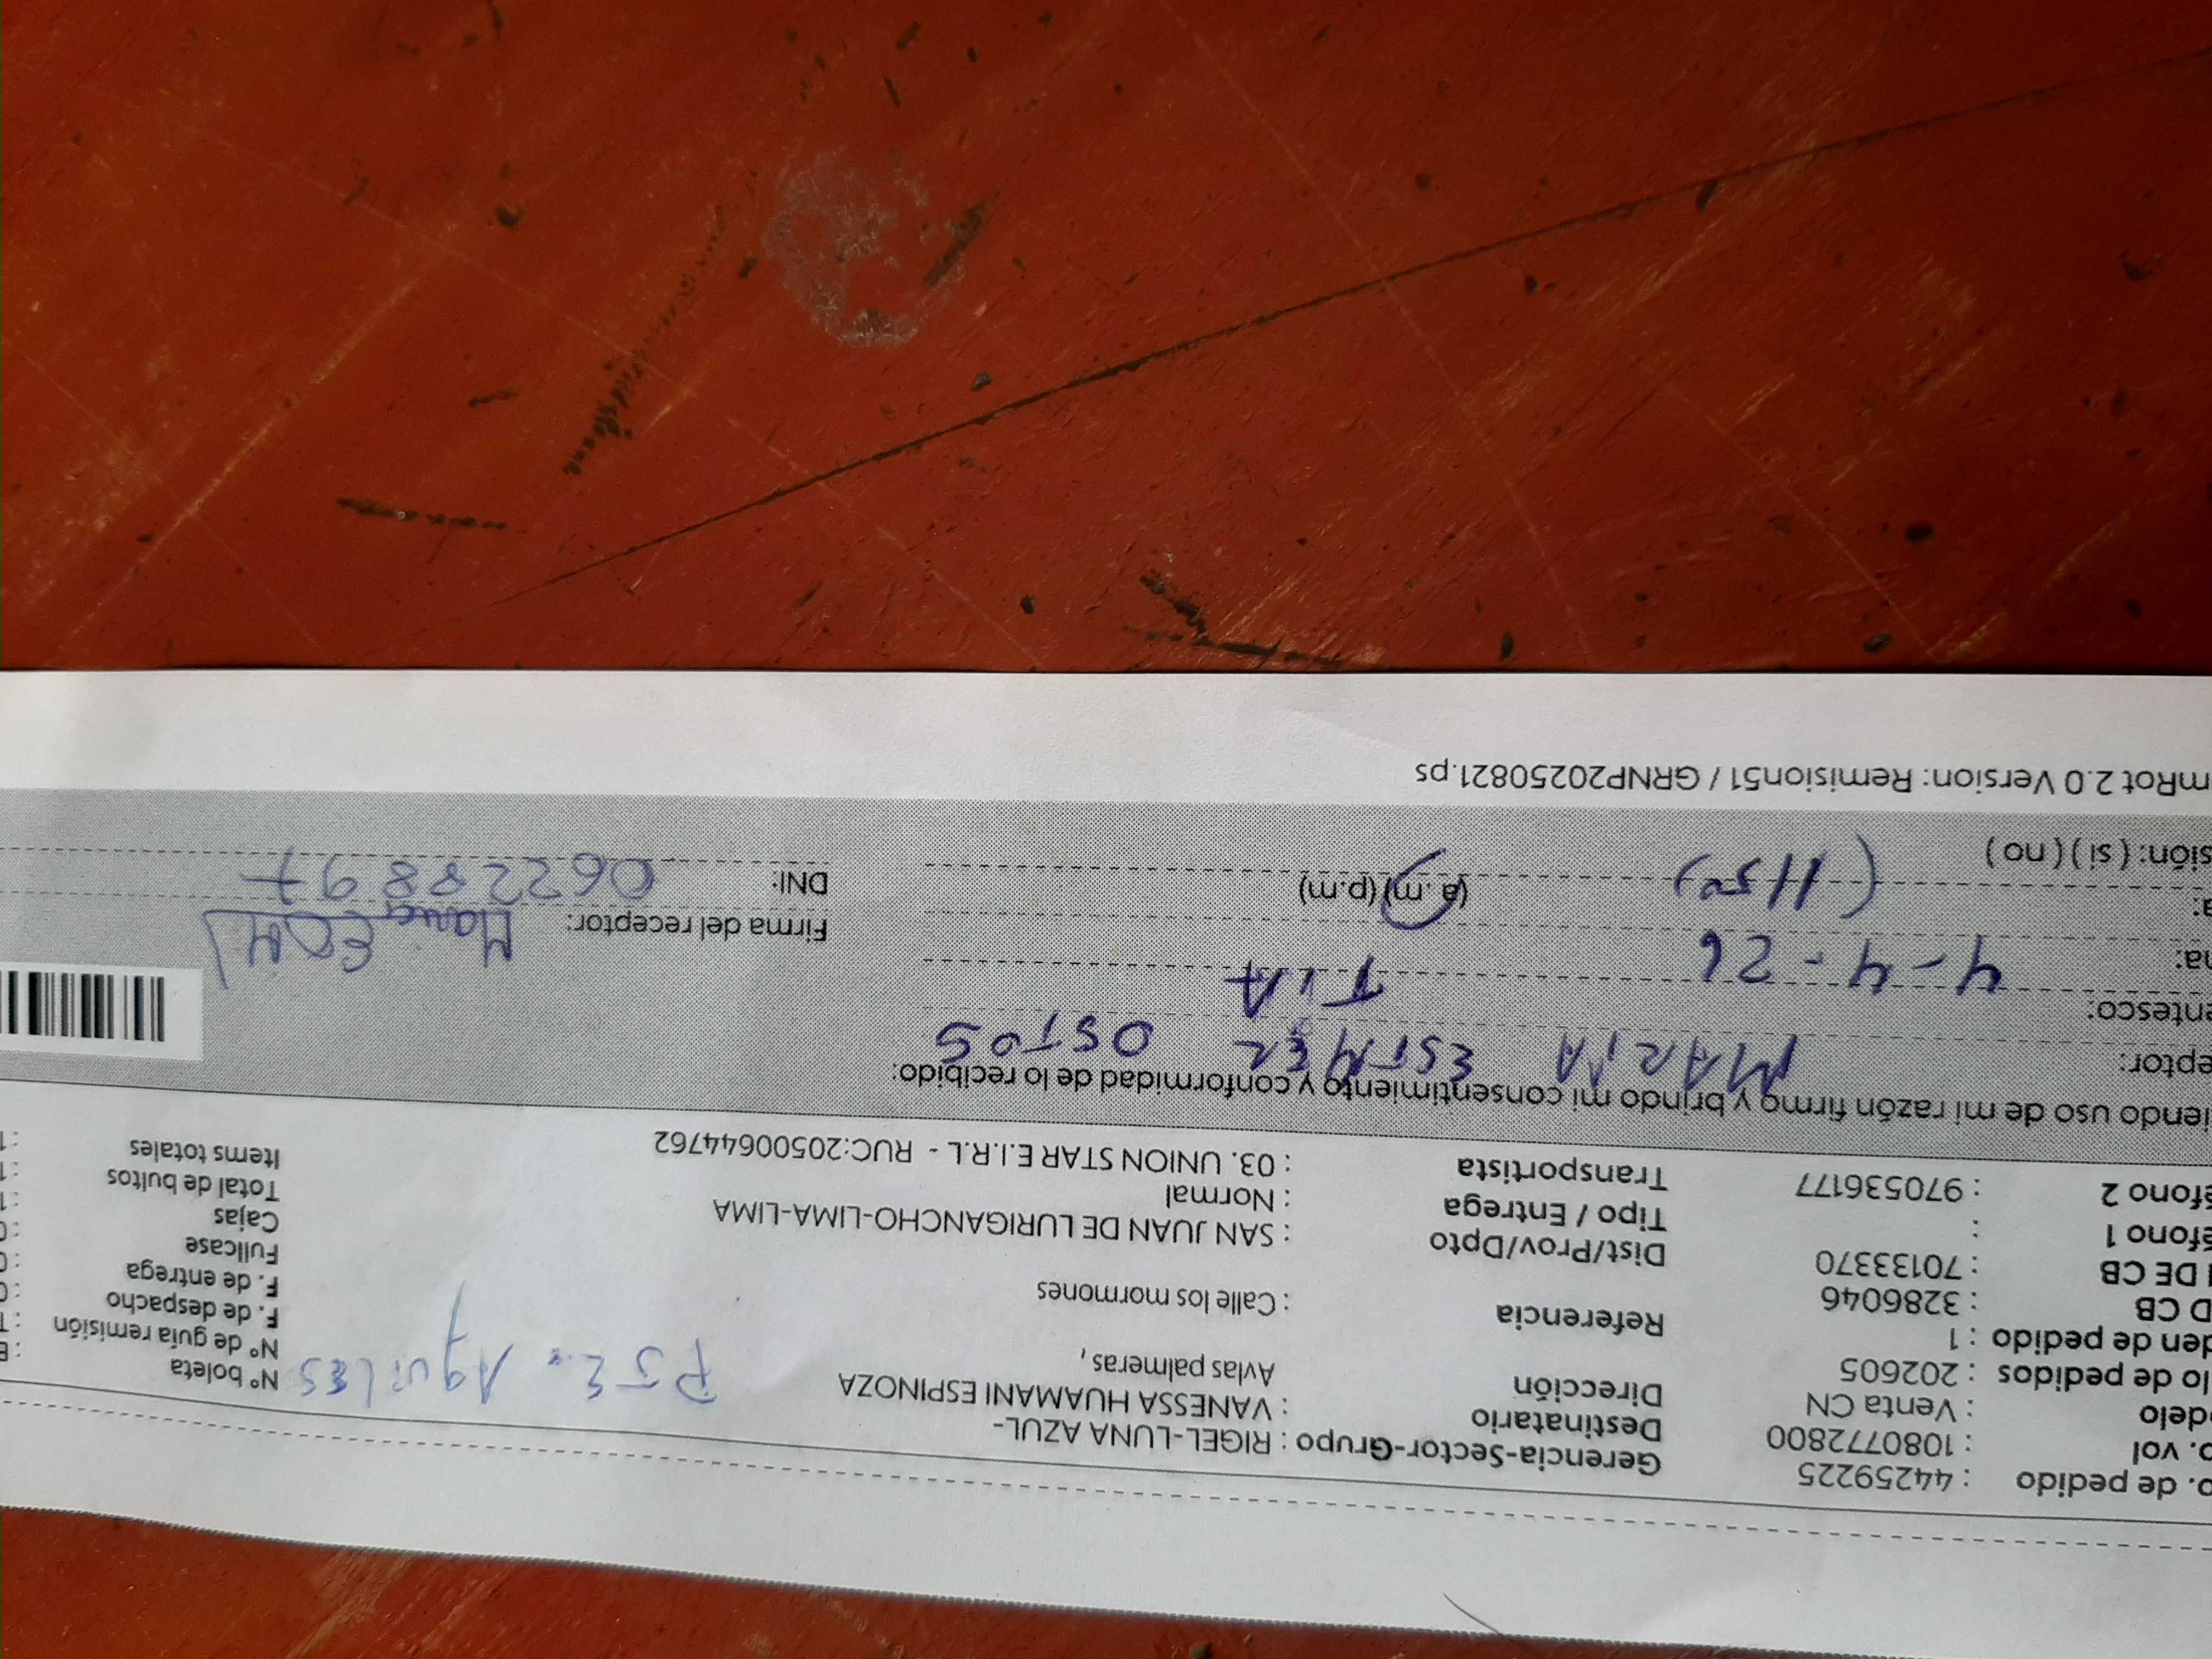 o. de pedido : 44259225 Gerencia-Sector-Grupo : RIGEL-LUNA AZUL-
o. vol : 1080772800 Destinatario : VANESSA HUAMANI ESPINOZA
delo : Venta CN Dirección Avlas palmeras,
lo de pedidos : 202605
den de pedido : 1 Referencia : Calle los mormones
D CB : 3286046
I DE CB : 70133370 Dist/Prov/Dpto : SAN JUAN DE LURIGANCHO-LIMA-LIMA
éfono 1 : Tipo / Entrega : Normal
éfono 2 : 970536177 Transportista : 03. UNION STAR E.I.R.L - RUC:20500644762
PJE. Aquiles
N° boleta
N° de guía remisión
F. de despacho
F. de entrega
Fullcase
Cajas
Total de bultos
Items totales
iendo uso de mi razón firmo y brindo mi consentimiento y conformidad de lo recibido:
eptor: MARIA ESTHER OSTOS
entesco: TIA
na: 4-4-26
a: (1150) (a.m) (p.m)
sión: ( si ) ( no )
Firma del receptor: Maria
DNI: 06228897
mRot 2.0 Version: Remision51 / GRNP20250821.ps